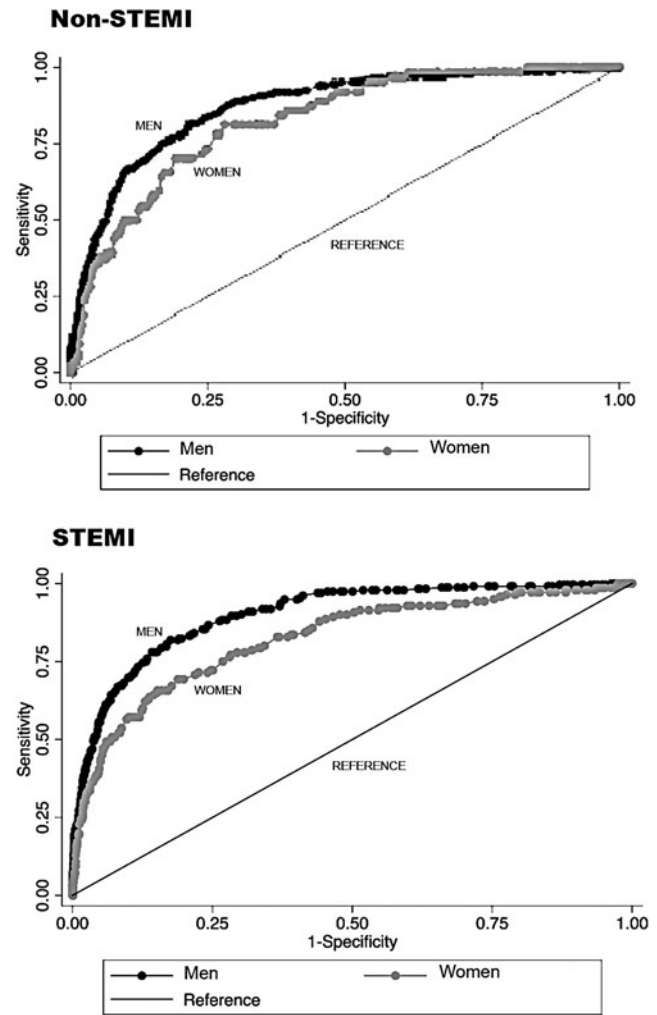 Non-STEMI
1.00
0.75
0.50
0.25
0.00
Sensitivity
MEN
WOMEN
REFERENCE
0.00 0.25 0.50 0.75 1.00
1-Specificity
Men Women
Reference
STEMI
1.00
0.75
0.50
0.25
0.00
Sensitivity
MEN
WOMEN
REFERENCE
0.00 0.25 0.50 0.75 1.00
1-Specificity
Men Women
Reference